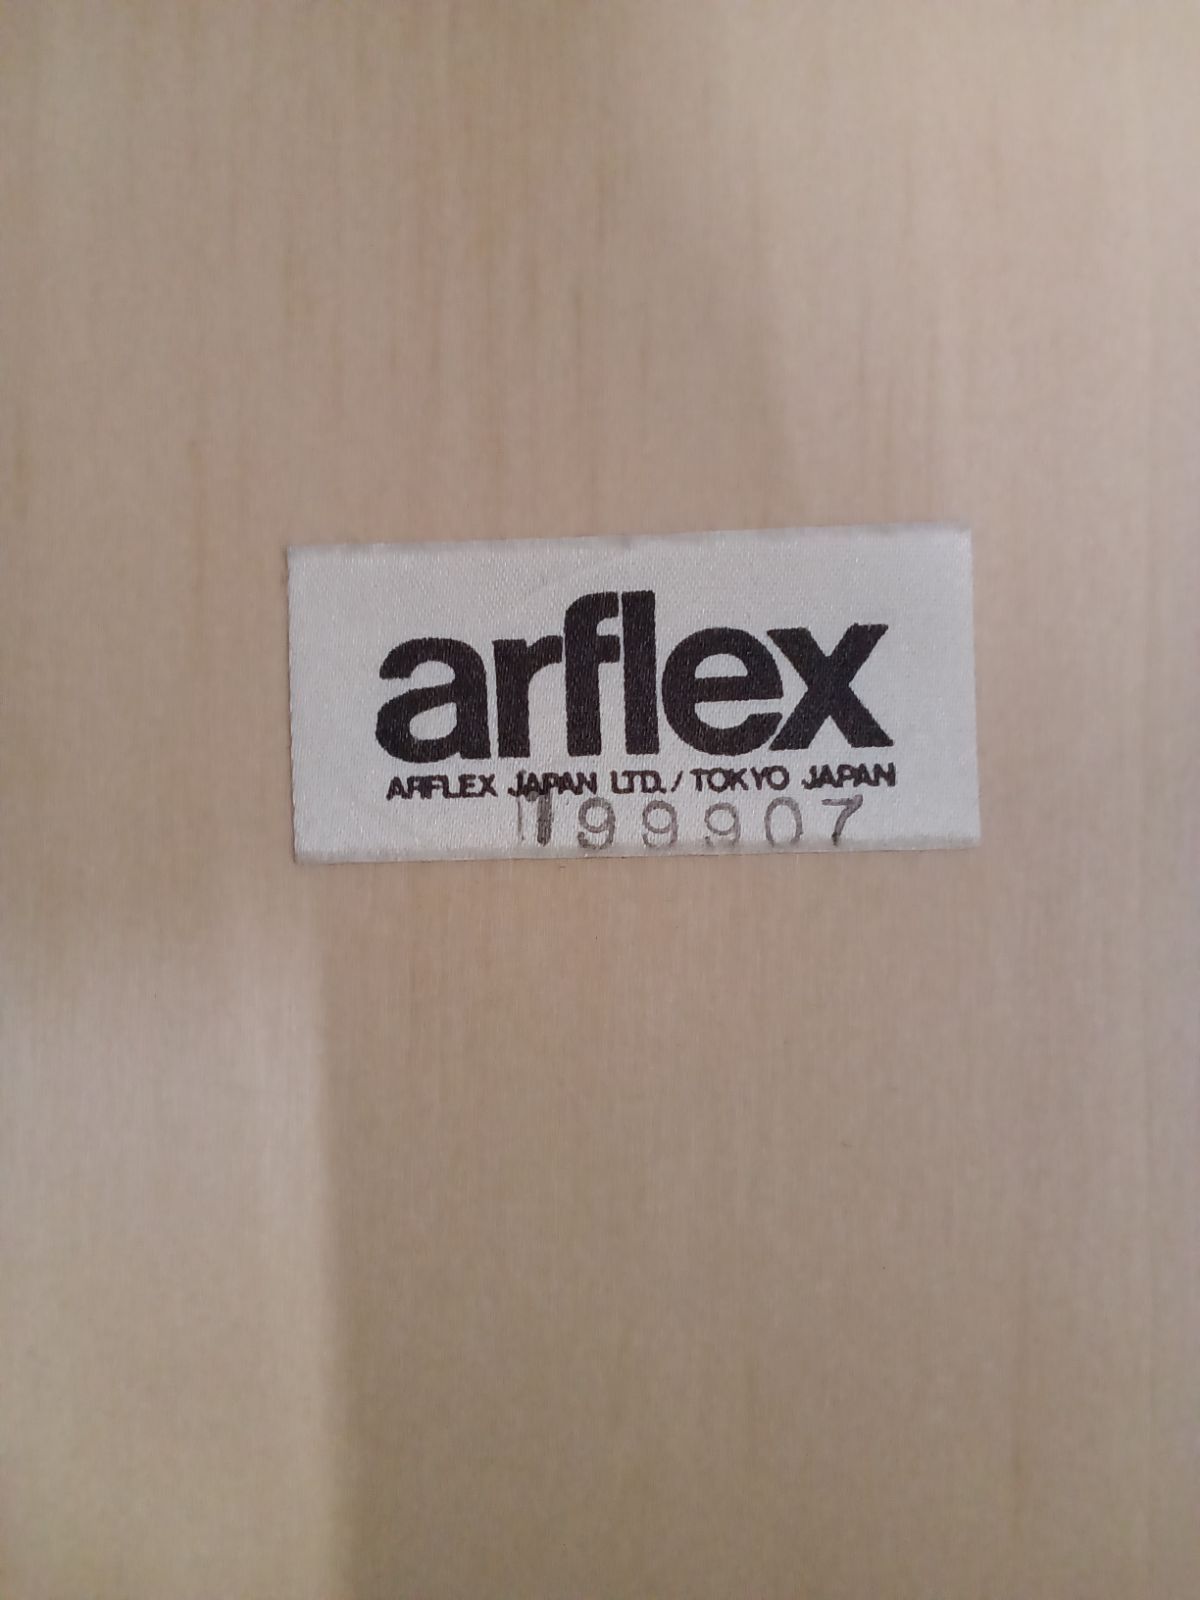 arflex
ARFLEX JAPAN LTD. / TOKYO JAPAN
199907